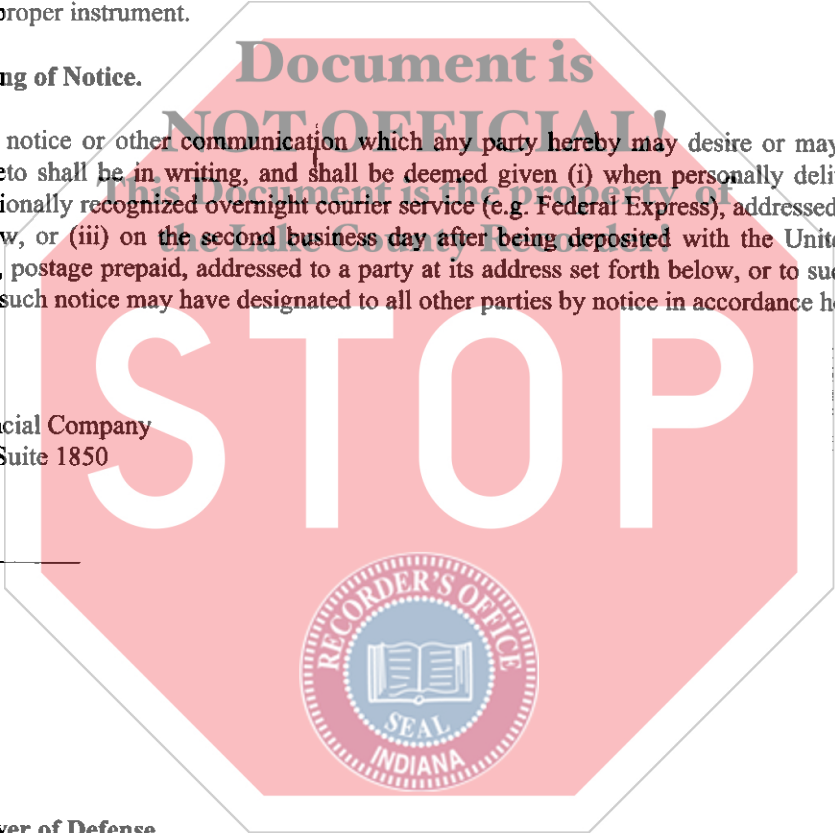 proper instrument.
Document is
ng of Notice.
NOT OFFICIAL!
notice or other communication which any party hereby may desire or may
eto shall be in writing, and shall be deemed given (i) when personally deli
This Document is the property of
ionally recognized overnight courier service (e.g. Federal Express), addressed
the Lake County Recorder!
w, or (iii) on the second business day after being deposited with the Unite
, postage prepaid, addressed to a party at its address set forth below, or to suc
such notice may have designated to all other parties by notice in accordance he
STOP
cial Company
Suite 1850
RECORDER'S OFFICE
SEAL
INDIANA
ver of Defense